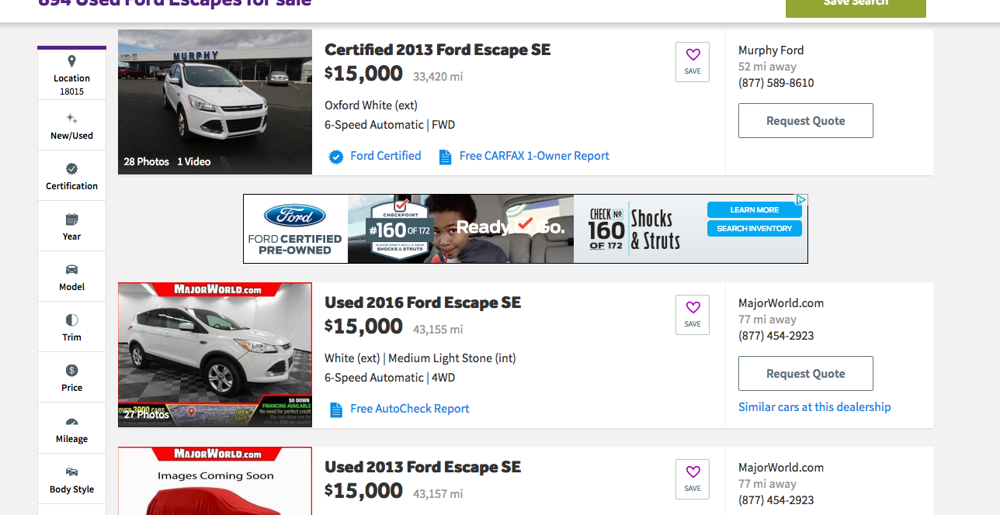 894 Used Ford Escapes for sale
Save Search
Location
18015
New/Used
Certification
Year
Model
Trim
Price
Mileage
Body Style
MURPHY
28 Photos 1 Video
Certified 2013 Ford Escape SE
$15,000 33,420 mi
Oxford White (ext)
6-Speed Automatic | FWD
Ford Certified Free CARFAX 1-Owner Report
SAVE
Murphy Ford
52 mi away
(877) 589-8610
Request Quote
Ford
FORD CERTIFIED
PRE-OWNED
CHECKPOINT
#160 OF 172
SHOCKS & STRUTS
Ready Go.
CHECK NO
160
OF 172
Shocks
& Struts
LEARN MORE
SEARCH INVENTORY
MAJORWORLD.COM
OVER 3000 CARS
OPEN
7 DAYS
SO DOWN
FINANCING AVAILABLE
No need for perfect credit
27 Photos
Used 2016 Ford Escape SE
$15,000 43,155 mi
White (ext) | Medium Light Stone (int)
6-Speed Automatic | 4WD
Free AutoCheck Report
SAVE
MajorWorld.com
77 mi away
(877) 454-2923
Request Quote
Similar cars at this dealership
MAJORWORLD.COM
Images Coming Soon
Used 2013 Ford Escape SE
$15,000 43,157 mi
SAVE
MajorWorld.com
77 mi away
(877) 454-2923